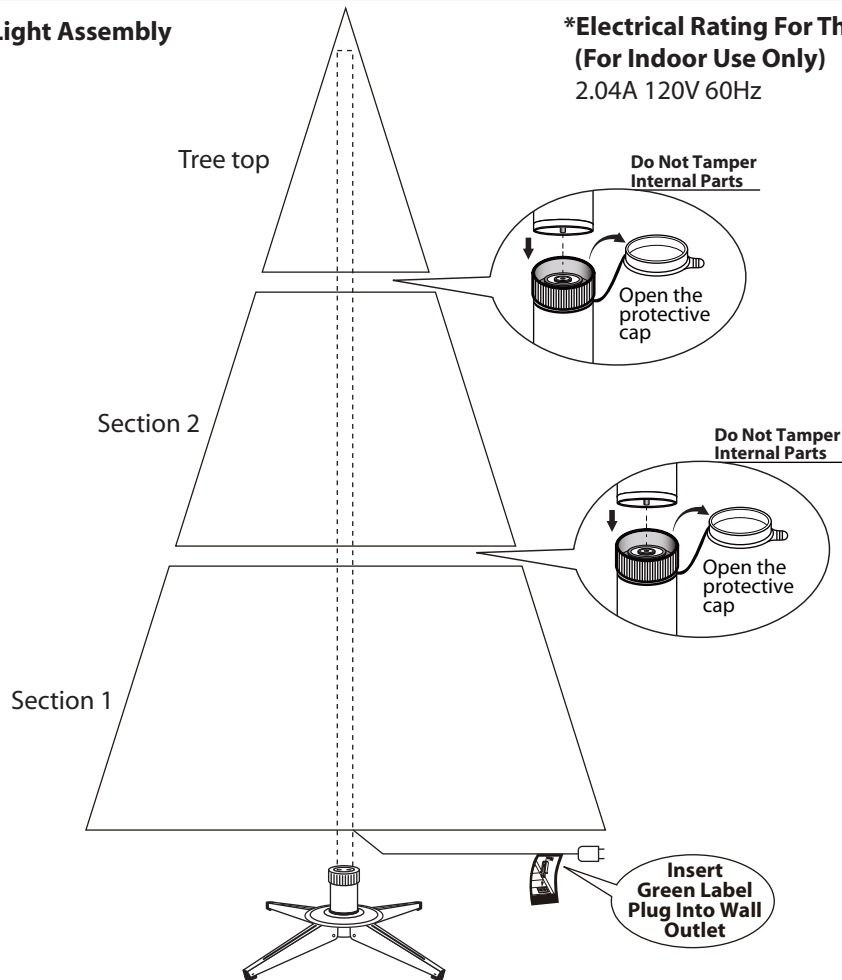 Light Assembly
*Electrical Rating For Th
(For Indoor Use Only)
2.04A 120V 60Hz
Tree top
Do Not Tamper
Internal Parts
Open the
protective
cap
Section 2
Do Not Tamper
Internal Parts
Open the
protective
cap
Section 1
Insert
Green Label
Plug Into Wall
Outlet